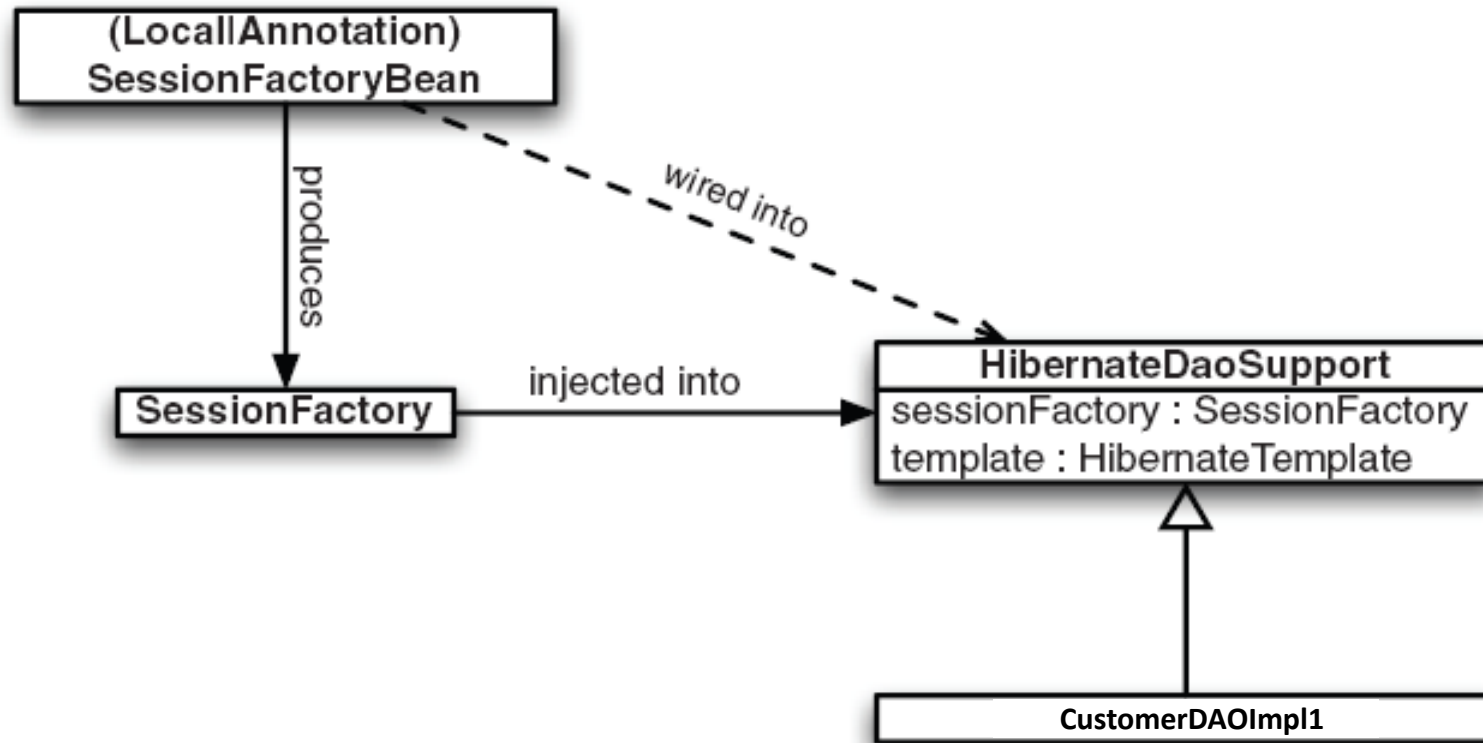 (Local|Annotation)
SessionFactoryBean
produces
wired into
SessionFactory
injected into
HibernateDaoSupport
sessionFactory : SessionFactory
template : HibernateTemplate
CustomerDAOImpl1